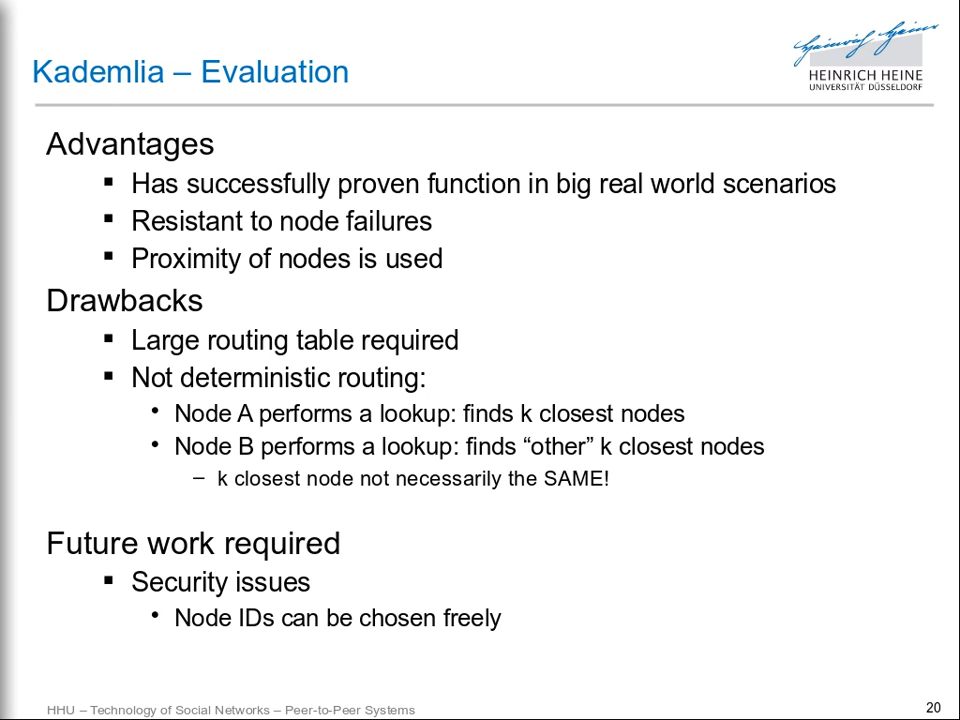 Kademlia – Evaluation
Heinrich Heine
HEINRICH HEINE
UNIVERSITÄT DÜSSELDORF
Advantages
▪ Has successfully proven function in big real world scenarios
▪ Resistant to node failures
▪ Proximity of nodes is used
Drawbacks
▪ Large routing table required
▪ Not deterministic routing:
• Node A performs a lookup: finds k closest nodes
• Node B performs a lookup: finds “other” k closest nodes
– k closest node not necessarily the SAME!
Future work required
▪ Security issues
• Node IDs can be chosen freely
HHU – Technology of Social Networks – Peer-to-Peer Systems
20